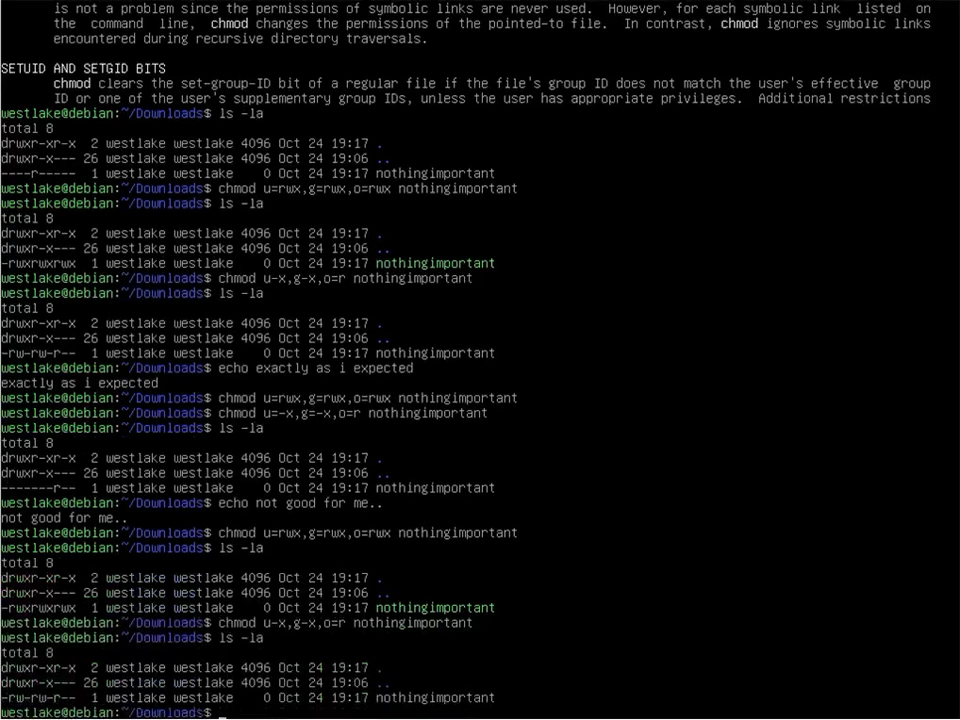 is not a problem since the permissions of symbolic links are never used.  However, for each symbolic link  listed  on
the  command  line,  chmod  changes the permissions of the pointed-to file.  In contrast, chmod ignores symbolic links
encountered during recursive directory traversals.
SETUID AND SETGID BITS
chmod clears the set-group-ID bit of a regular file if the file's group ID does not match the user's effective  group
ID or one of the user's supplementary group IDs, unless the user has appropriate privileges.  Additional restrictions
westlake@debian:~/Downloads$ ls -la
total 8
drwxr-xr-x  2 westlake westlake 4096 Oct 24 19:17 .
drwxr-x--- 26 westlake westlake 4096 Oct 24 19:06 ..
----r-----  1 westlake westlake    0 Oct 24 19:17 nothingimportant
westlake@debian:~/Downloads$ chmod u=rwx,g=rwx,o=rwx nothingimportant
westlake@debian:~/Downloads$ ls -la
total 8
drwxr-xr-x  2 westlake westlake 4096 Oct 24 19:17 .
drwxr-x--- 26 westlake westlake 4096 Oct 24 19:06 ..
-rwxrwxrwx  1 westlake westlake    0 Oct 24 19:17 nothingimportant
westlake@debian:~/Downloads$ chmod u-x,g-x,o=r nothingimportant
westlake@debian:~/Downloads$ ls -la
total 8
drwxr-xr-x  2 westlake westlake 4096 Oct 24 19:17 .
drwxr-x--- 26 westlake westlake 4096 Oct 24 19:06 ..
-rw-rw-r--  1 westlake westlake    0 Oct 24 19:17 nothingimportant
westlake@debian:~/Downloads$ echo exactly as i expected
exactly as i expected
westlake@debian:~/Downloads$ chmod u=rwx,g=rwx,o=rwx nothingimportant
westlake@debian:~/Downloads$ chmod u=-x,g=-x,o=r nothingimportant
westlake@debian:~/Downloads$ ls -la
total 8
drwxr-xr-x  2 westlake westlake 4096 Oct 24 19:17 .
drwxr-x--- 26 westlake westlake 4096 Oct 24 19:06 ..
-------r--  1 westlake westlake    0 Oct 24 19:17 nothingimportant
westlake@debian:~/Downloads$ echo not good for me..
not good for me..
westlake@debian:~/Downloads$ chmod u=rwx,g=rwx,o=rwx nothingimportant
westlake@debian:~/Downloads$ ls -la
total 8
drwxr-xr-x  2 westlake westlake 4096 Oct 24 19:17 .
drwxr-x--- 26 westlake westlake 4096 Oct 24 19:06 ..
-rwxrwxrwx  1 westlake westlake    0 Oct 24 19:17 nothingimportant
westlake@debian:~/Downloads$ chmod u-x,g-x,o=r nothingimportant
westlake@debian:~/Downloads$ ls -la
total 8
drwxr-xr-x  2 westlake westlake 4096 Oct 24 19:17 .
drwxr-x--- 26 westlake westlake 4096 Oct 24 19:06 ..
-rw-rw-r--  1 westlake westlake    0 Oct 24 19:17 nothingimportant
westlake@debian:~/Downloads$ _